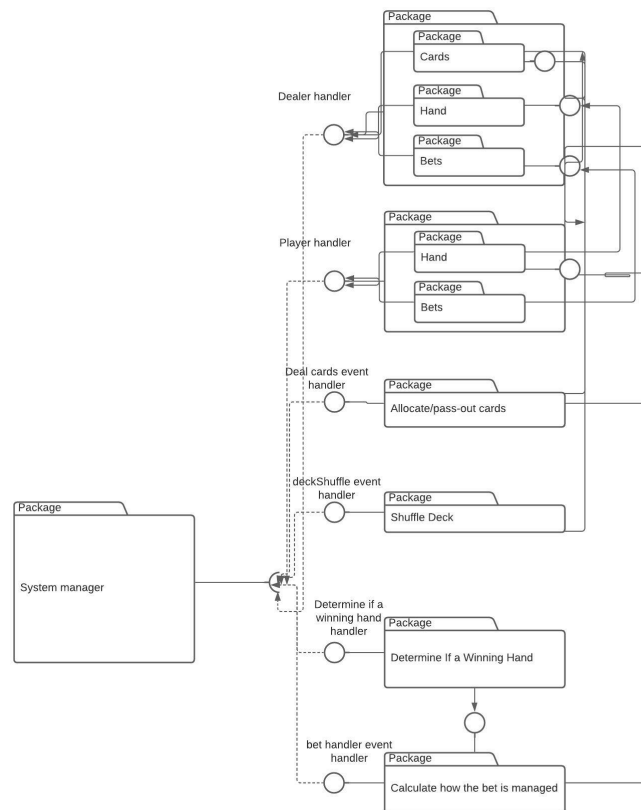 Package
Package
Cards
Dealer handler
Package
Hand
Package
Bets
Package
Player handler
Package
Hand
Package
Bets
Deal cards event
handler
Package
Allocate/pass-out cards
deckShuffle event
handler
Package
Shuffle Deck
Package
System manager
Determine if a
winning hand
handler
Package
Determine If a Winning Hand
bet handler event
handler
Package
Calculate how the bet is managed